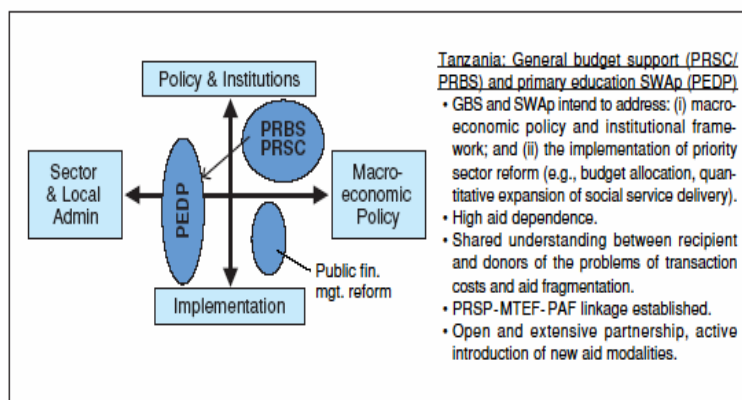 Policy & Institutions
PRBS
PRSC
Sector
& Local
Admin
Macro-
economic
Policy
PEDP
Public fin.
mgt. reform
Implementation
Tanzania: General budget support (PRSC/
PRBS) and primary education SWAp (PEDP)
• GBS and SWAp intend to address: (i) macro-
economic policy and institutional frame-
work; and (ii) the implementation of priority
sector reform (e.g., budget allocation, quan-
titative expansion of social service delivery).
• High aid dependence.
• Shared understanding between recipient
and donors of the problems of transaction
costs and aid fragmentation.
• PRSP-MTEF-PAF linkage established.
• Open and extensive partnership, active
introduction of new aid modalities.